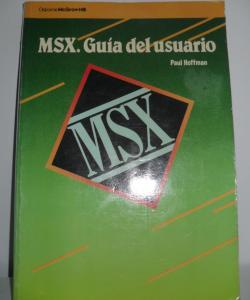 Osborne/McGraw-Hill
MSX. Guía del usuario
Paul Hoffman
MSX